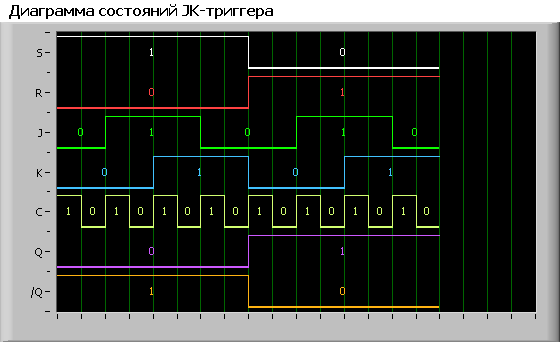 Диаграмма состояний JK-триггера
S 1 0
R 0 1
J 0 1 0 1 0
K 0 1 0 1
C 1 0 1 0 1 0 1 0 1 0 1 0 1 0 1 0
Q 0 1
/Q 1 0